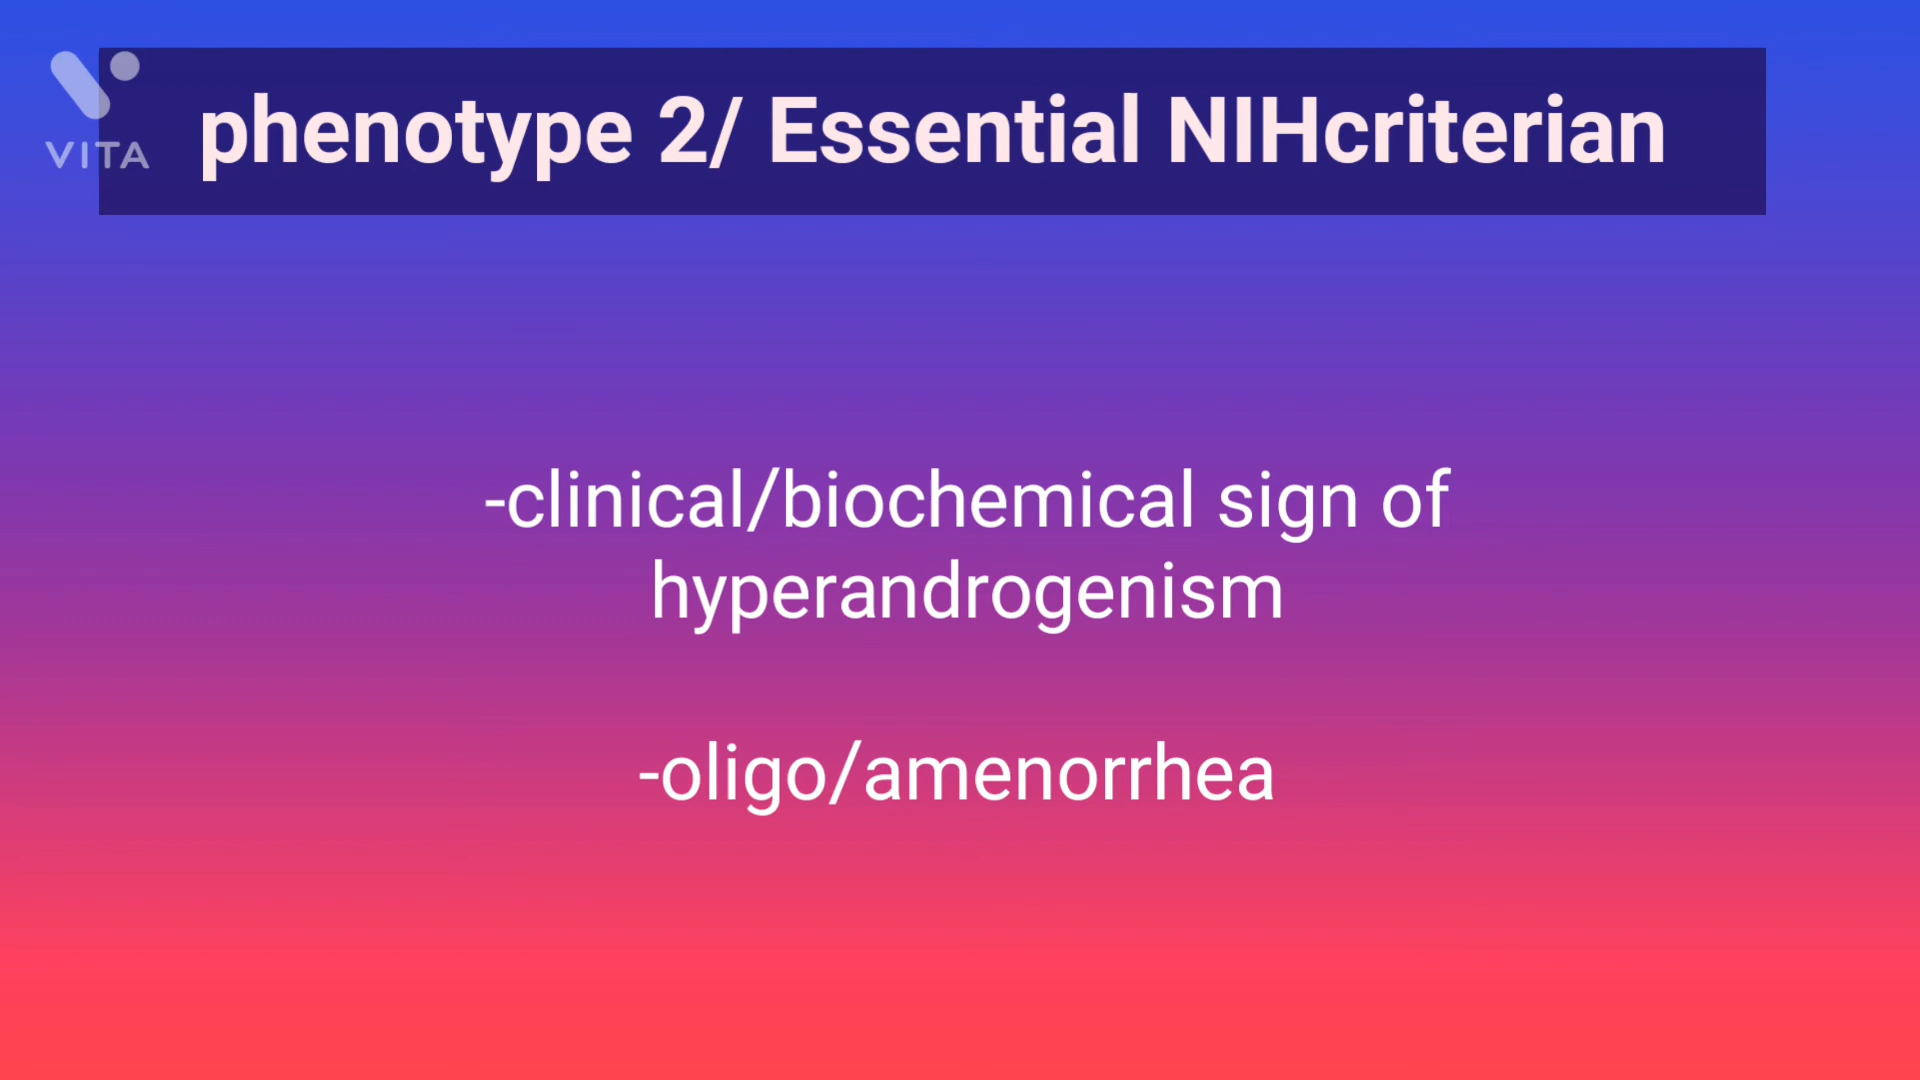 VITA
phenotype 2/ Essential NIHcriterian
-clinical/biochemical sign of
hyperandrogenism
-oligo/amenorrhea